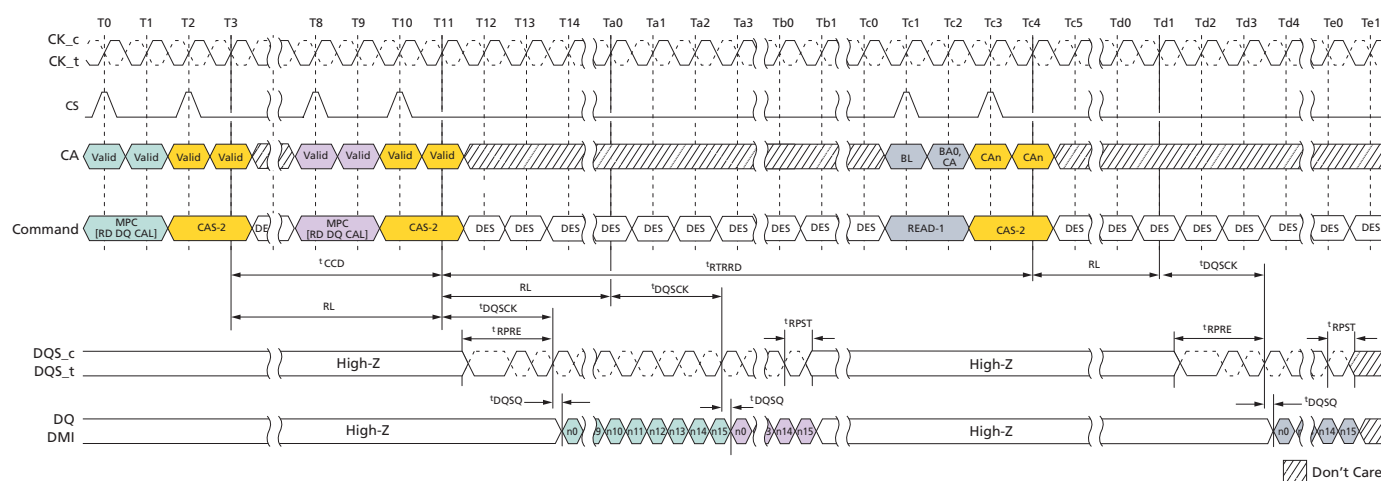 T0 T1 T2 T3 T8 T9 T10 T11 T12 T13 T14 Ta0 Ta1 Ta2 Ta3 Tb0 Tb1 Tc0 Tc1 Tc2 Tc3 Tc4 Tc5 Td0 Td1 Td2 Td3 Td4 Te0 Te1
CK_c
CK_t
CS
CA Valid Valid Valid Valid Valid Valid Valid Valid BL BA0, CA CAn CAn
Command MPC [RD DQ CAL] CAS-2 DE MPC [RD DQ CAL] CAS-2 DES DES DES DES DES DES DES DES DES DES READ-1 CAS-2 DES DES DES DES DES DES DES DES
tCCD tRTRRD RL tDQSCK
RL tDQSCK
RL tDQSCK
tRPRE tRPST tRPRE tRPST
DQS_c
DQS_t
High-Z High-Z
tDQSQ tDQSQ tDQSQ
DQ
DMI
High-Z n0 9 n10 n11 n12 n13 n14 n15 n0 n14 n15 High-Z n0 n14 n15
Don't Care